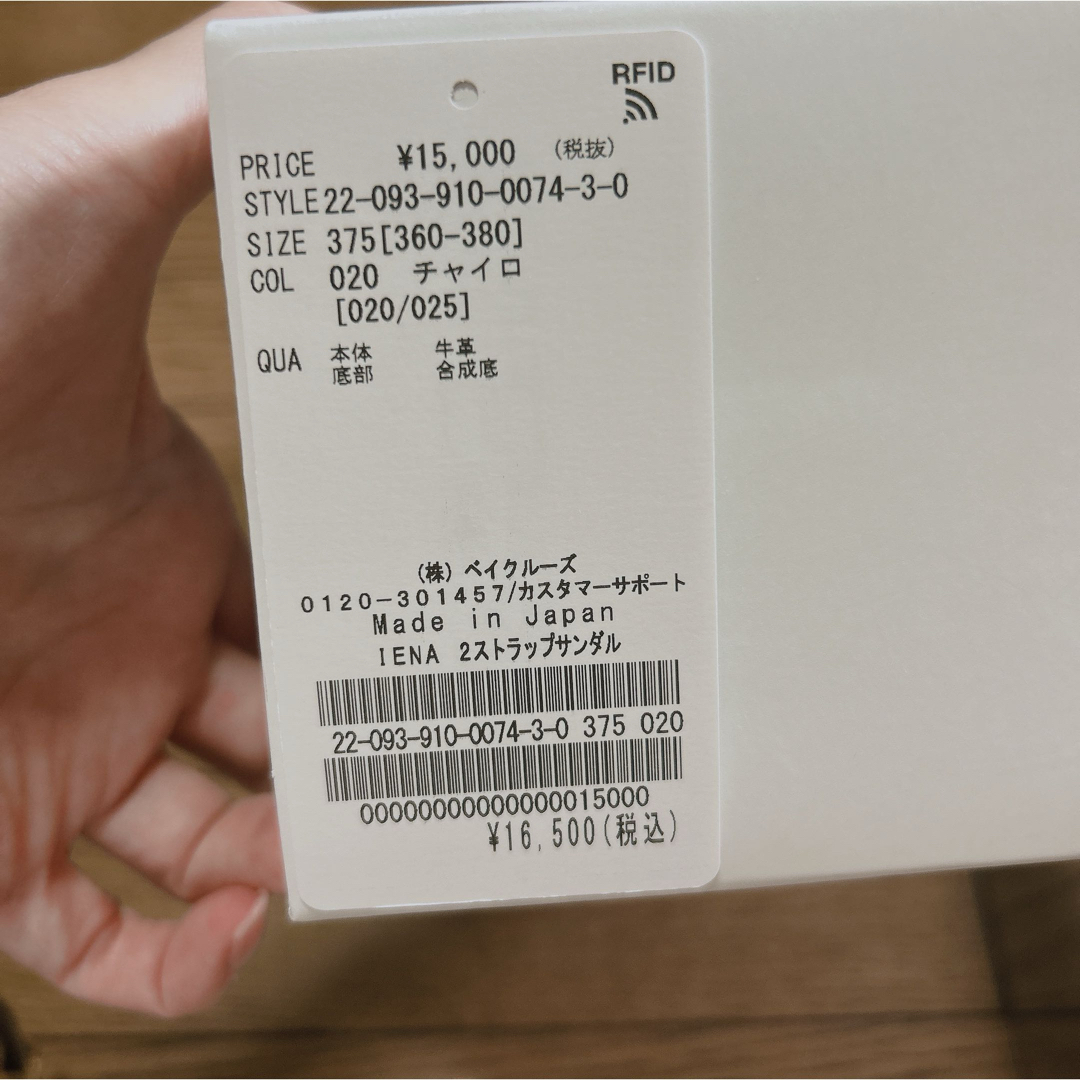 RFID
PRICE ¥15,000 (税抜)
STYLE 22-093-910-0074-3-0
SIZE 375[360-380]
COL 020 チャイロ
[020/025]
QUA 本体 牛革
底部 合成底
(株) ベイクルーズ
0120-301457/カスタマーサポート
Made in Japan
IENA 2ストラップサンダル
22-093-910-0074-3-0 375 020
00000000000000015000
¥16,500(税込)